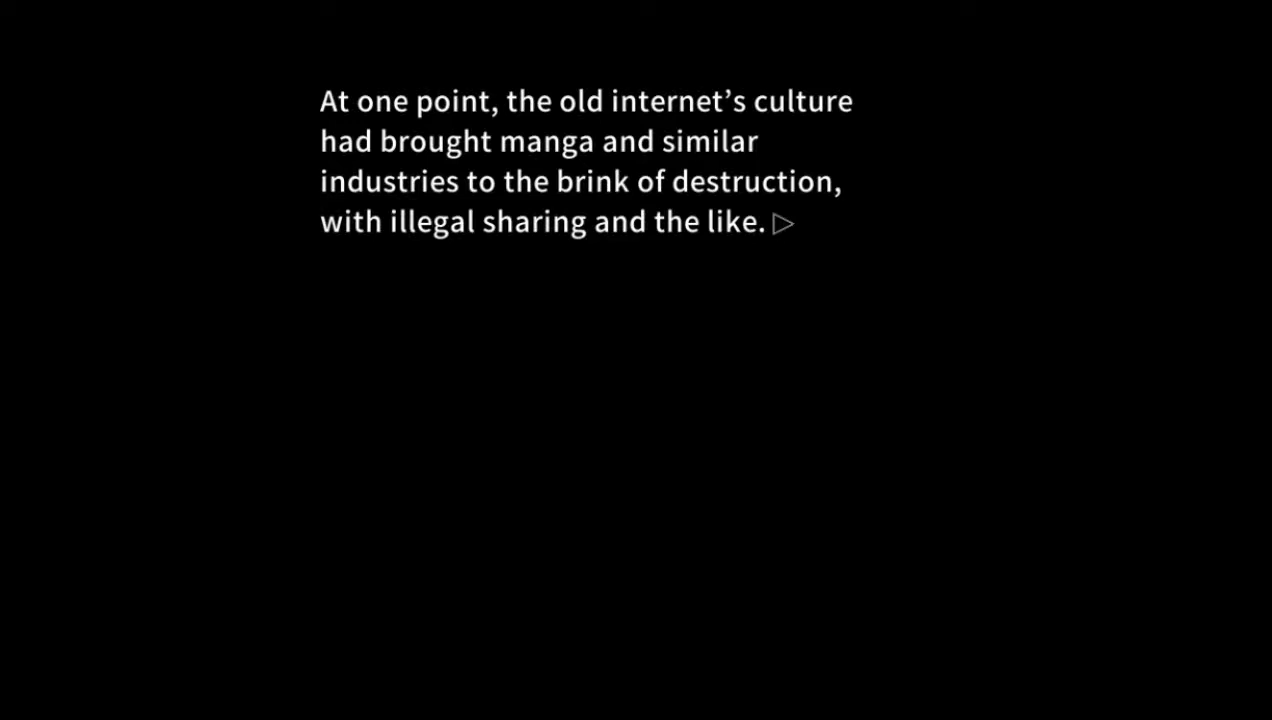 At one point, the old internet’s culture
had brought manga and similar
industries to the brink of destruction,
with illegal sharing and the like. ▷